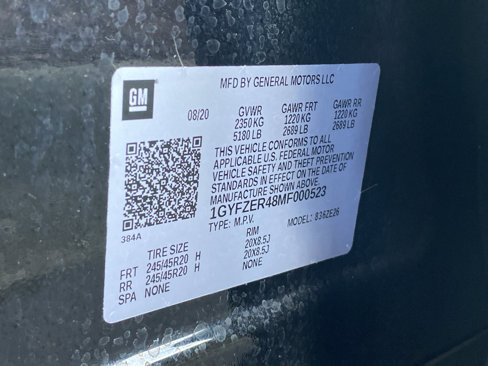 MFD BY GENERAL MOTORS LLC
GM
08/20 GVWR GAWR FRT GAWR RR
2350 KG 1220 KG 1220 KG
5180 LB 2689 LB 2689 LB
THIS VEHICLE CONFORMS TO ALL
APPLICABLE U.S. FEDERAL MOTOR
VEHICLE SAFETY AND THEFT PREVENTION
STANDARDS IN EFFECT ON THE DATE OF
MANUFACTURE SHOWN ABOVE
1GYFZER48MF000523
TYPE: M.P.V. MODEL: 836ZE26
384A
TIRE SIZE RIM
FRT 245/45R20 H 20X8.5J
RR 245/45R20 H 20X8.5J
SPA NONE NONE